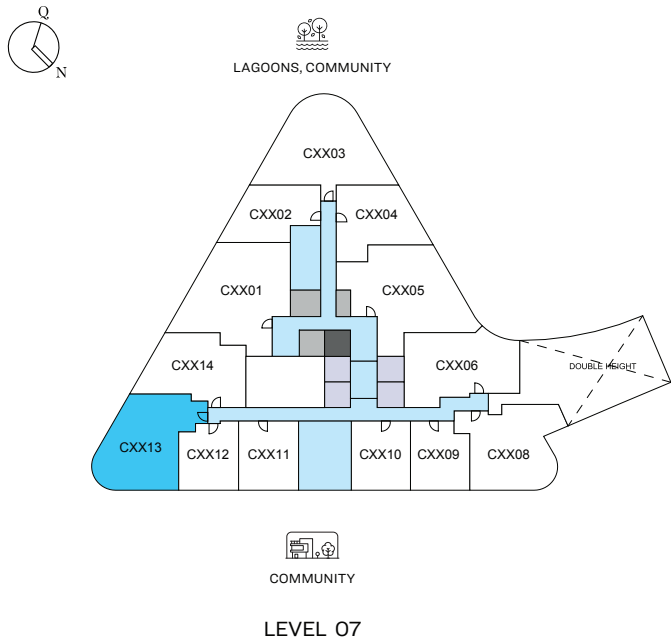 Q
N
LAGOONS, COMMUNITY
CXX03
CXX02
CXX04
CXX01
CXX05
CXX14
CXX06
DOUBLE HEIGHT
CXX13
CXX12
CXX11
CXX10
CXX09
CXX08
COMMUNITY
LEVEL 07